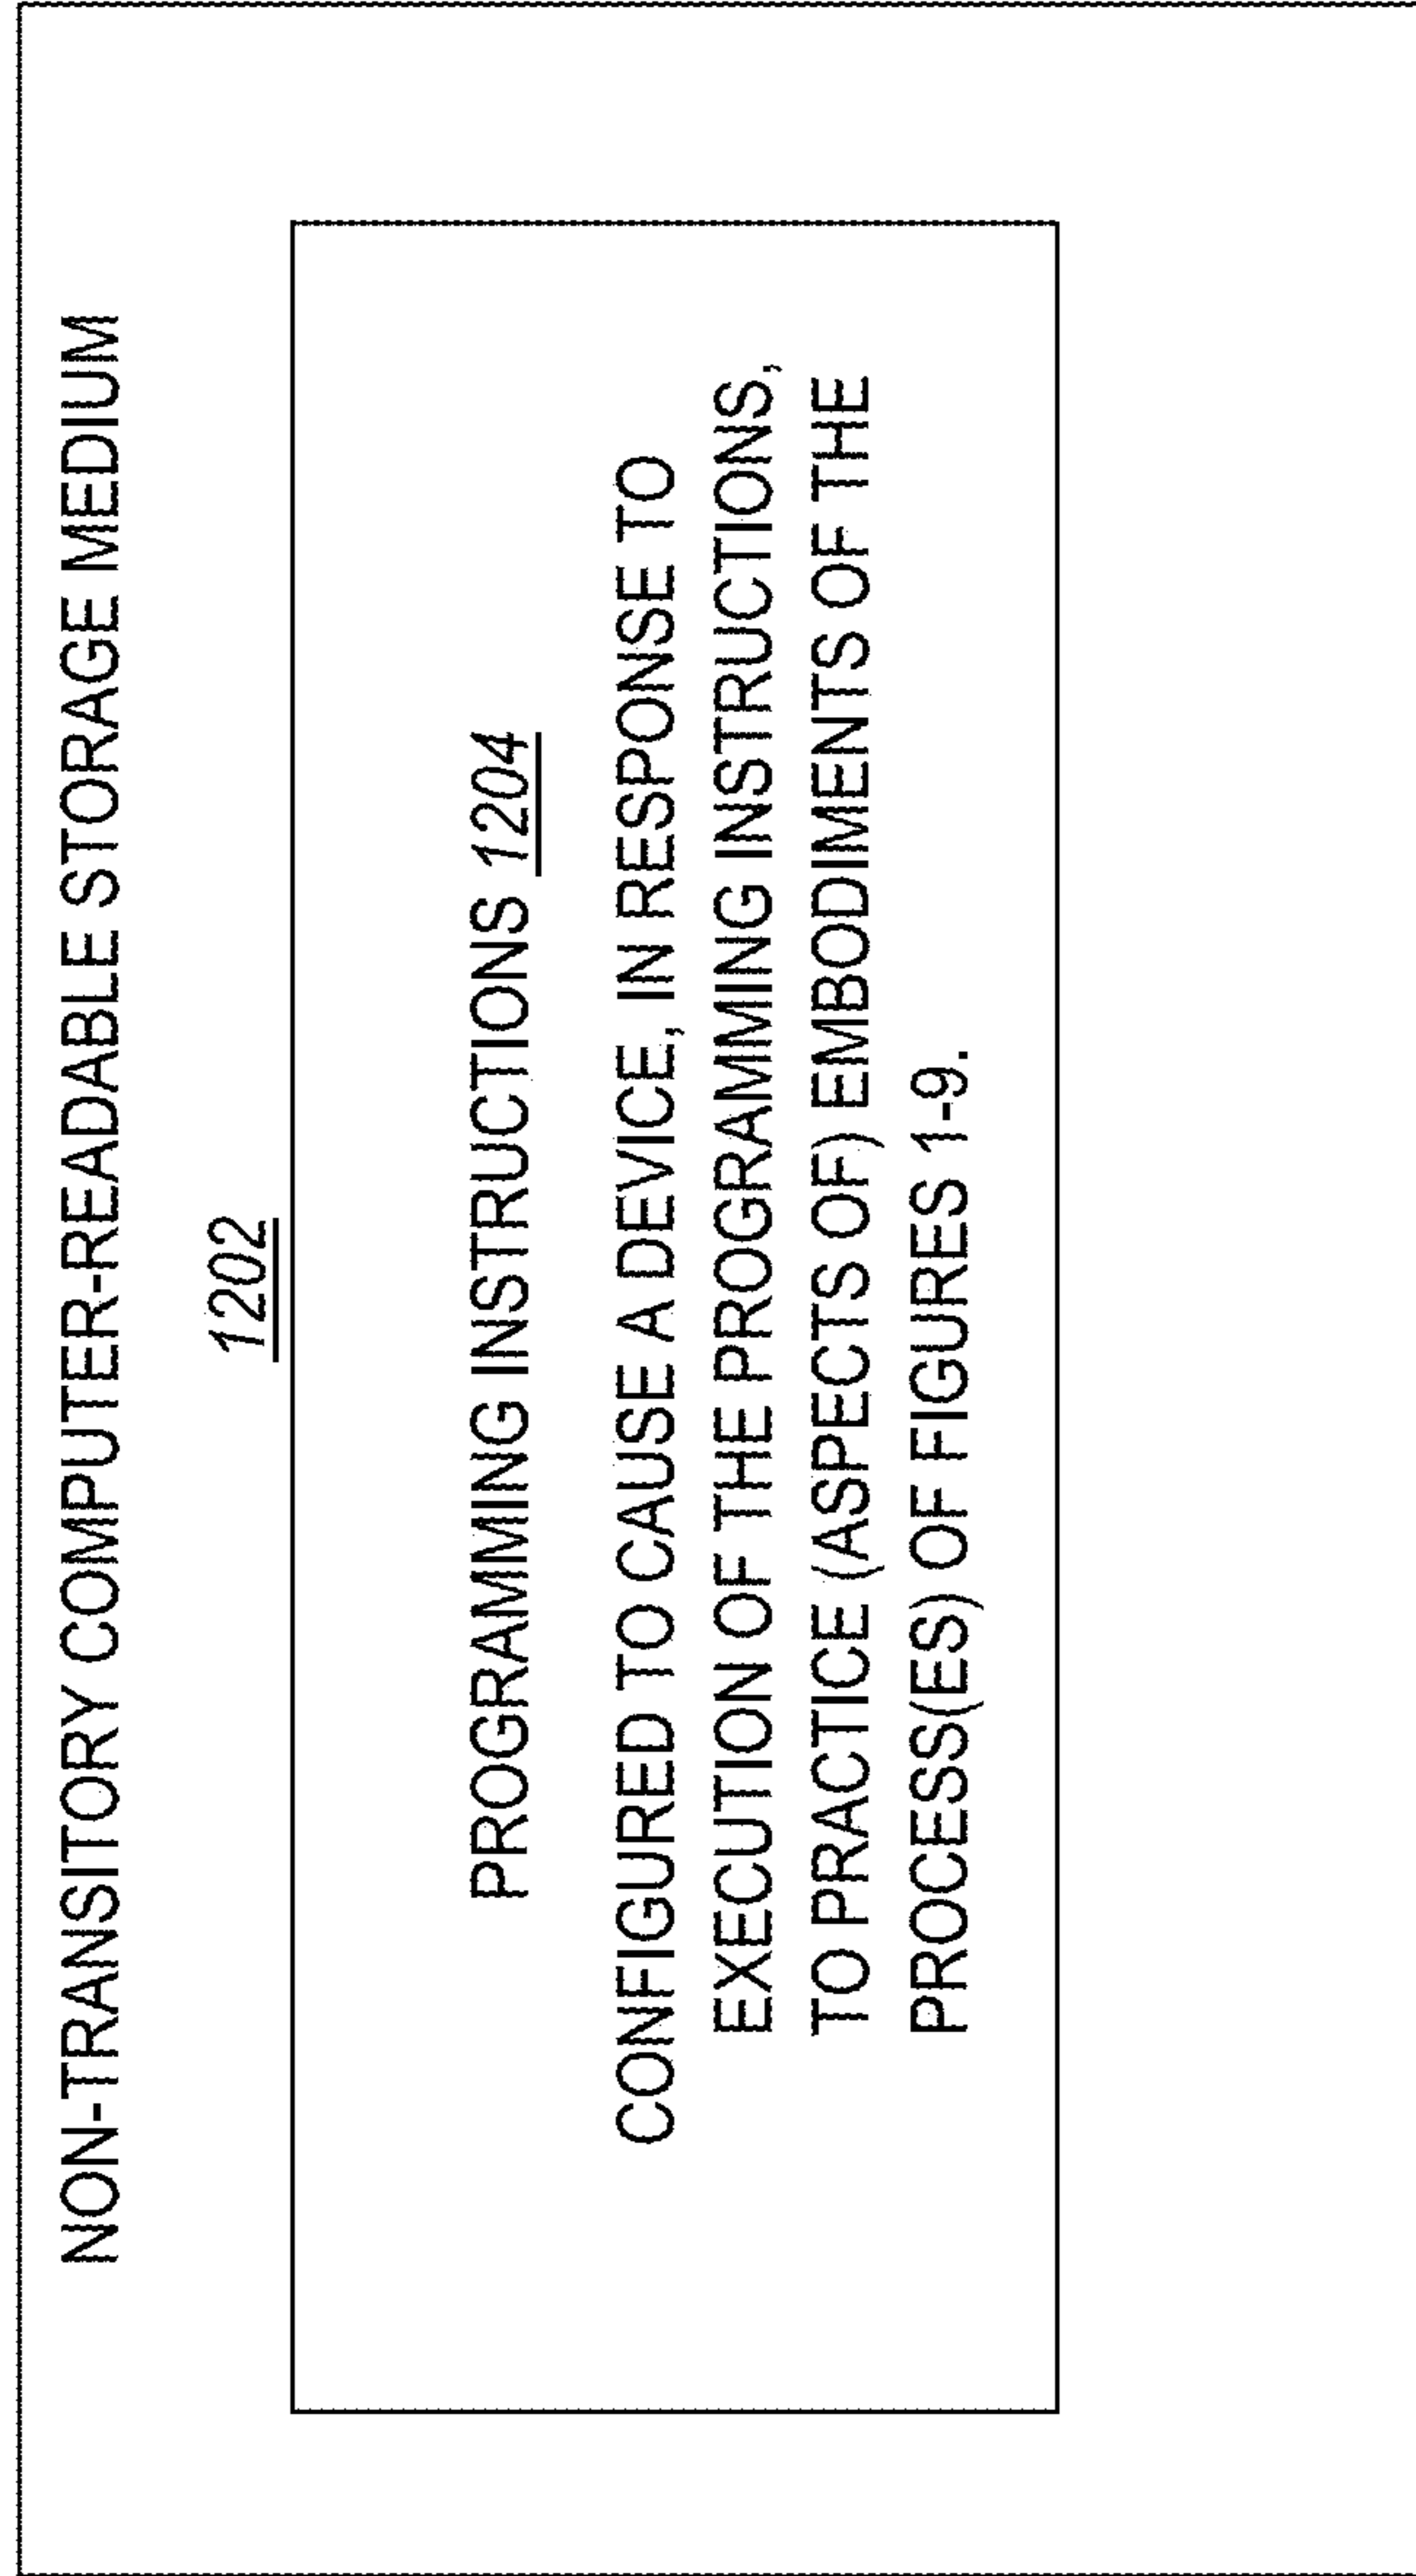 NON-TRANSITORY COMPUTER-READABLE STORAGE MEDIUM
1202
PROGRAMMING INSTRUCTIONS 1204
CONFIGURED TO CAUSE A DEVICE, IN RESPONSE TO
EXECUTION OF THE PROGRAMMING INSTRUCTIONS,
TO PRACTICE (ASPECTS OF) EMBODIMENTS OF THE
PROCESS(ES) OF FIGURES 1-9.